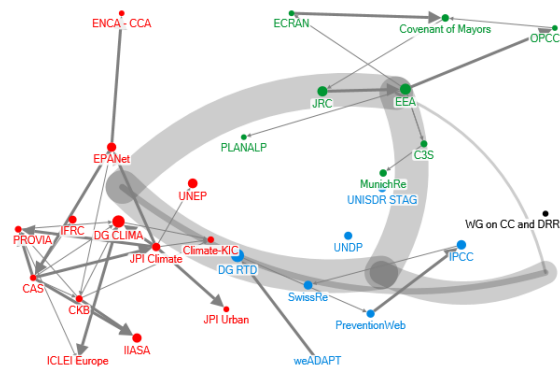 ENCA - CCA
ECRAN
Covenant of Mayors
OPCC
JRC
EEA
PLANALP
C3S
EPANet
MunichRe
UNISDR STAG
UNEP
WG on CC and DRR
IFRC
DG CLIMA
PROVIA
UNDP
Climate-KIC
JPI Climate
IPCC
DG RTD
CAS
SwissRe
CKB
JPI Urban
PreventionWeb
IIASA
ICLEI Europe
weADAPT